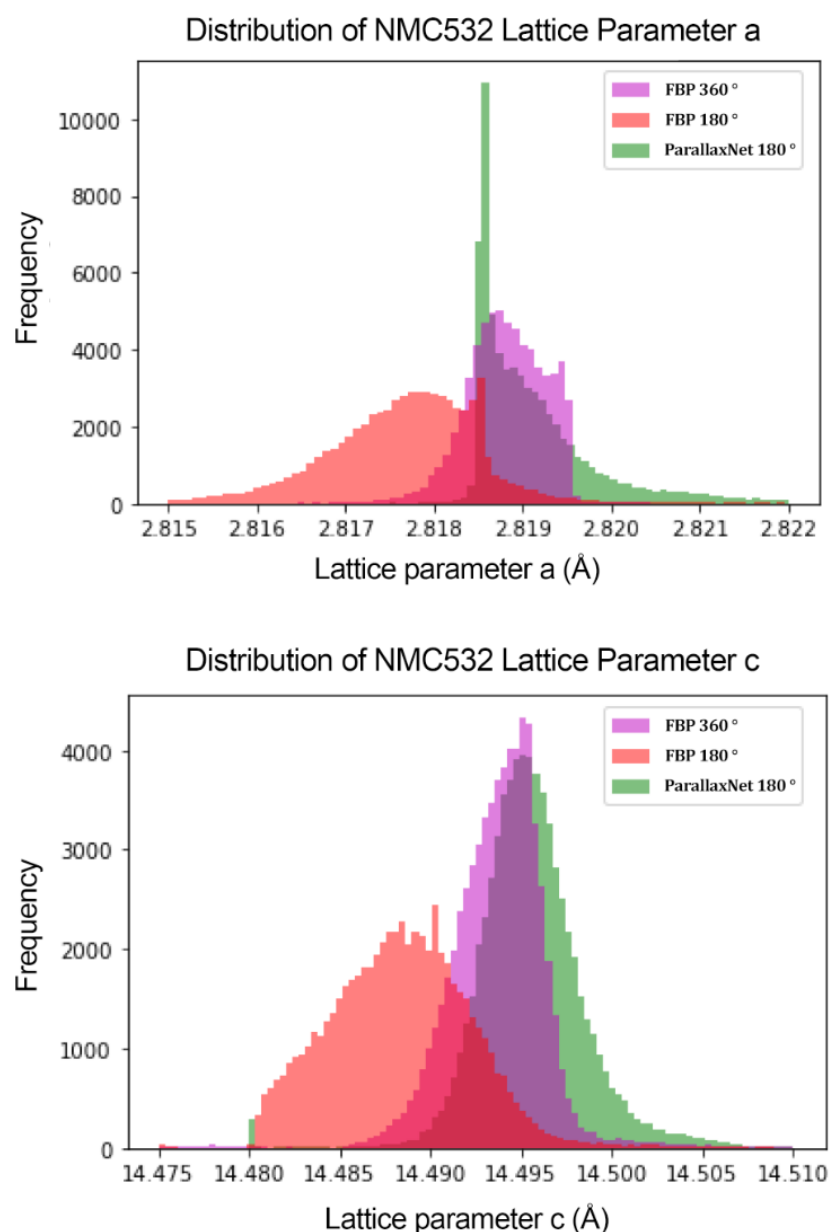 Distribution of NMC532 Lattice Parameter a
FBP 360 °
FBP 180 °
ParallaxNet 180 °
10000
8000
6000
4000
2000
0
Frequency
2.815 2.816 2.817 2.818 2.819 2.820 2.821 2.822
Lattice parameter a (Å)
Distribution of NMC532 Lattice Parameter c
FBP 360 °
FBP 180 °
ParallaxNet 180 °
4000
3000
2000
1000
0
Frequency
14.475 14.480 14.485 14.490 14.495 14.500 14.505 14.510
Lattice parameter c (Å)